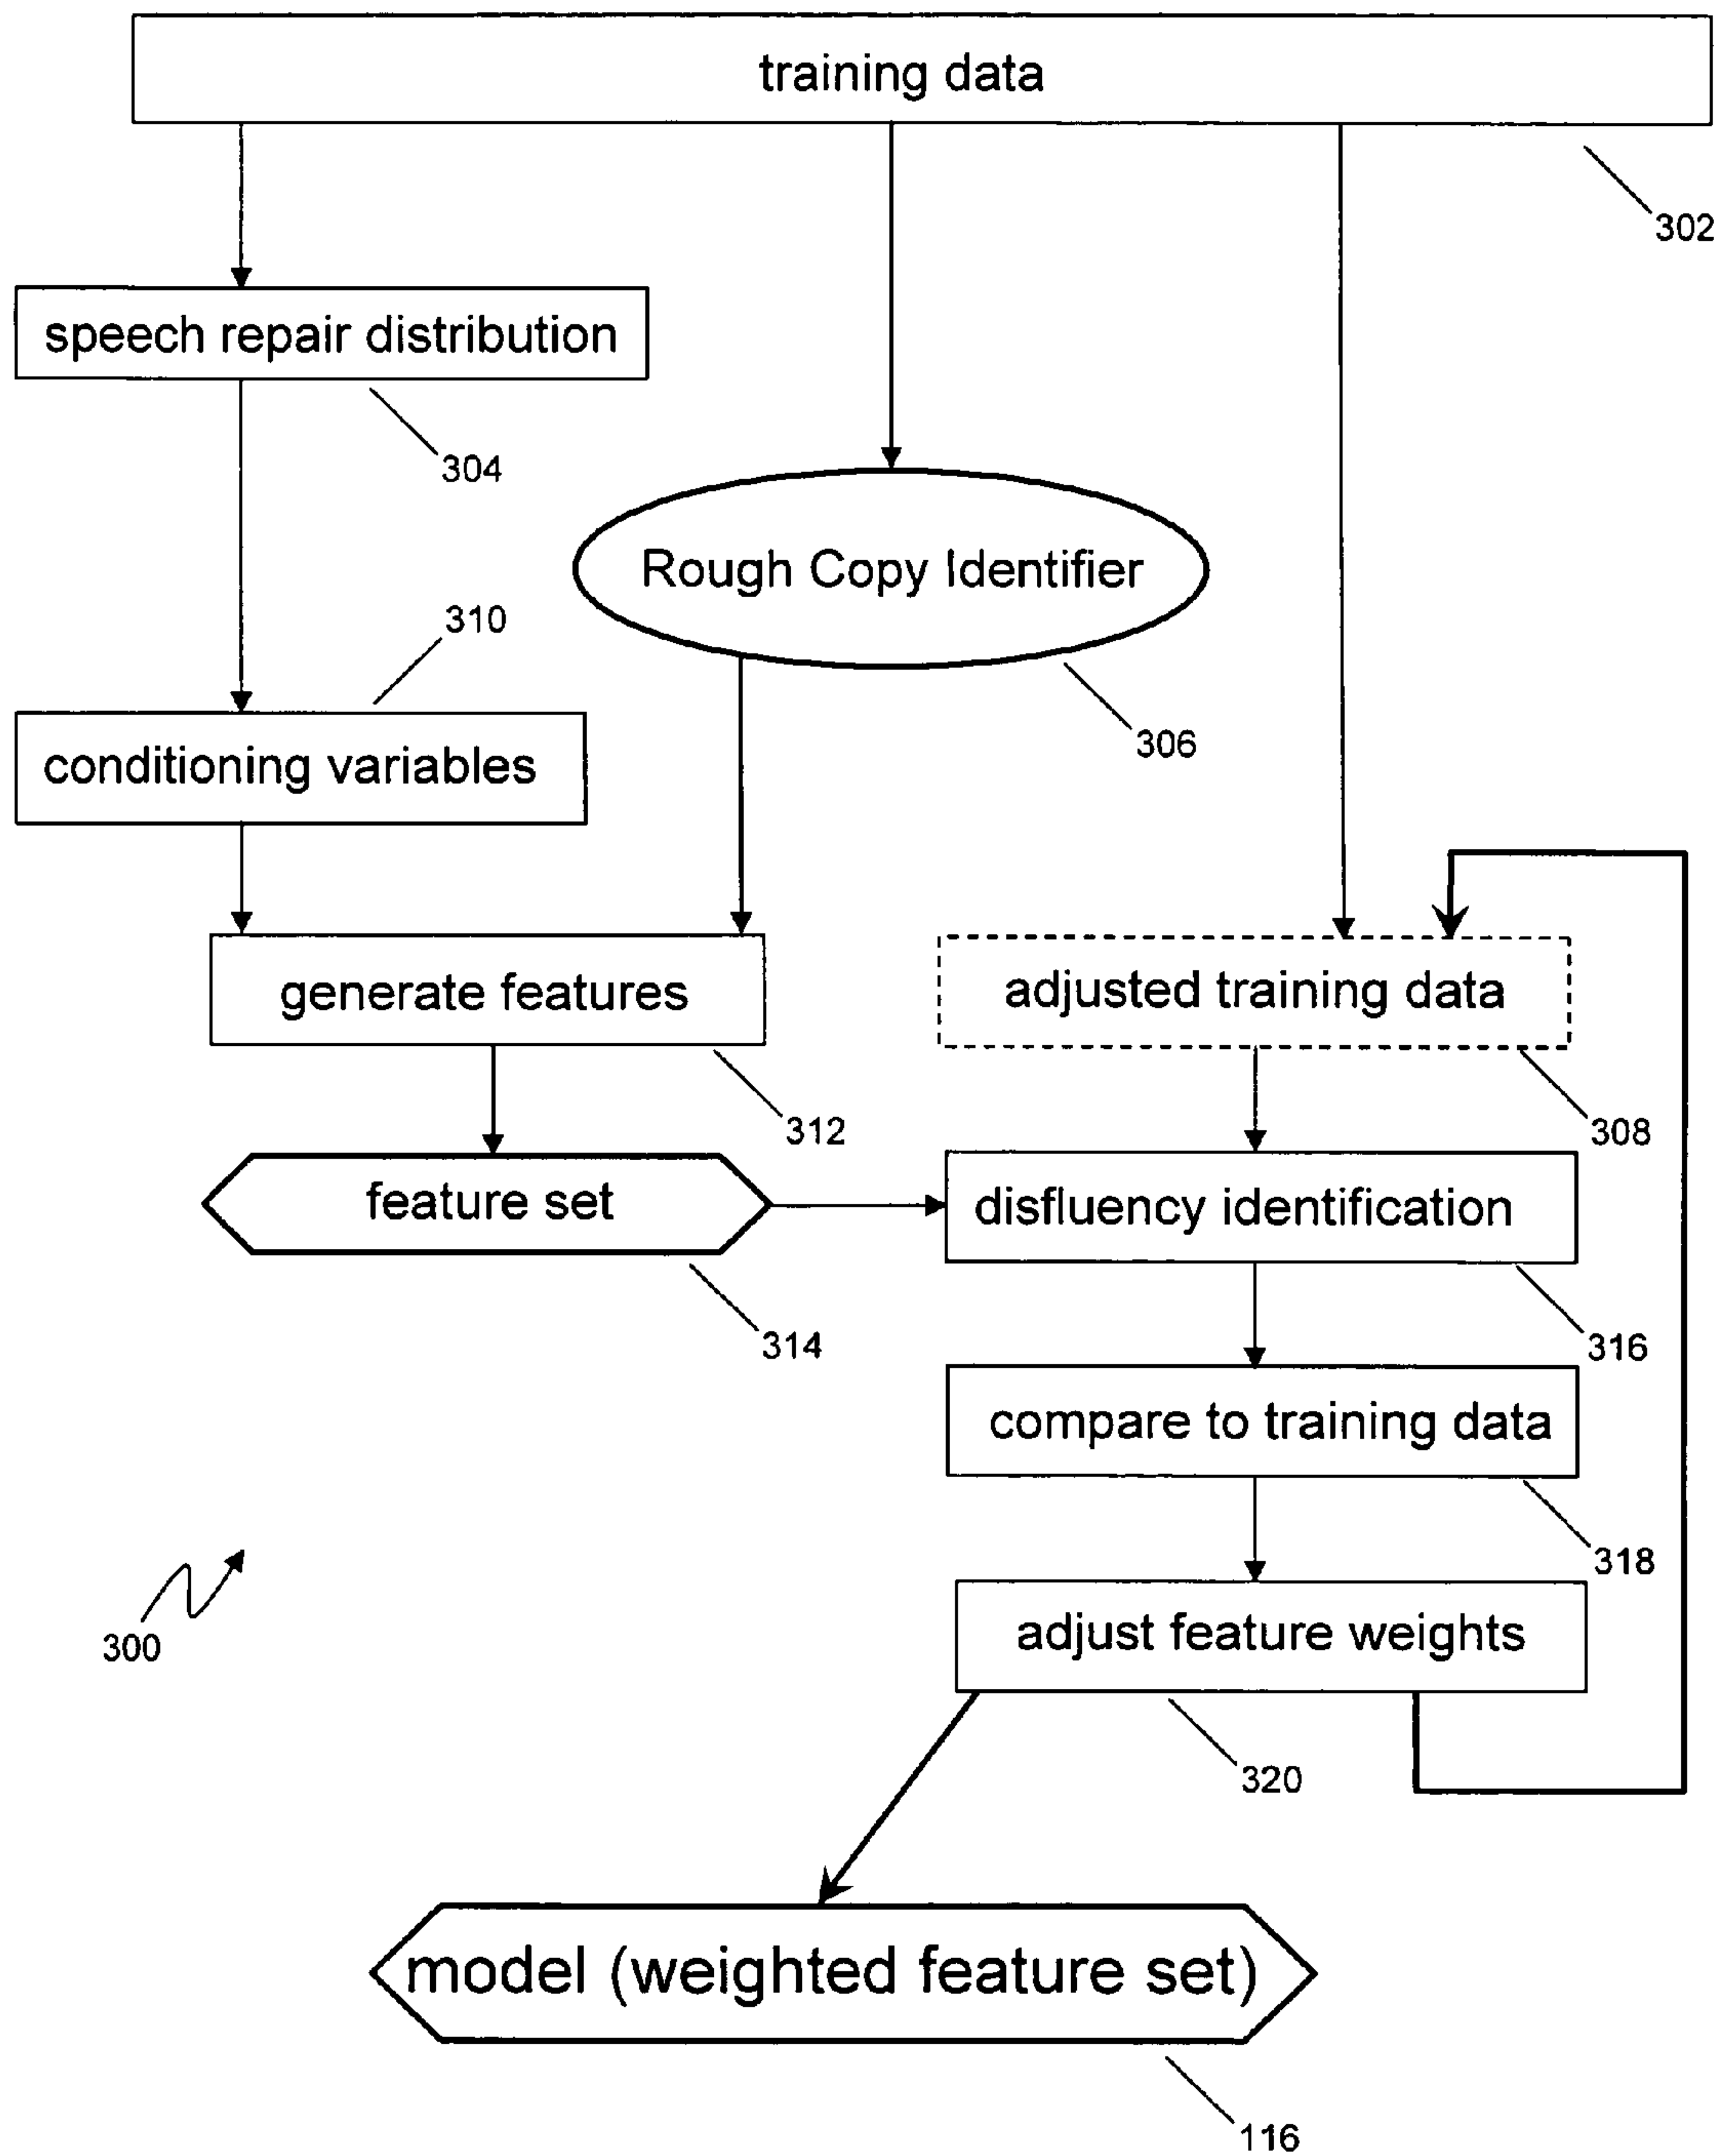 training data
302
speech repair distribution
304
Rough Copy Identifier
310
306
conditioning variables
generate features
adjusted training data
312
308
feature set
disfluency identification
314
316
compare to training data
318
300
adjust feature weights
320
model (weighted feature set)
116